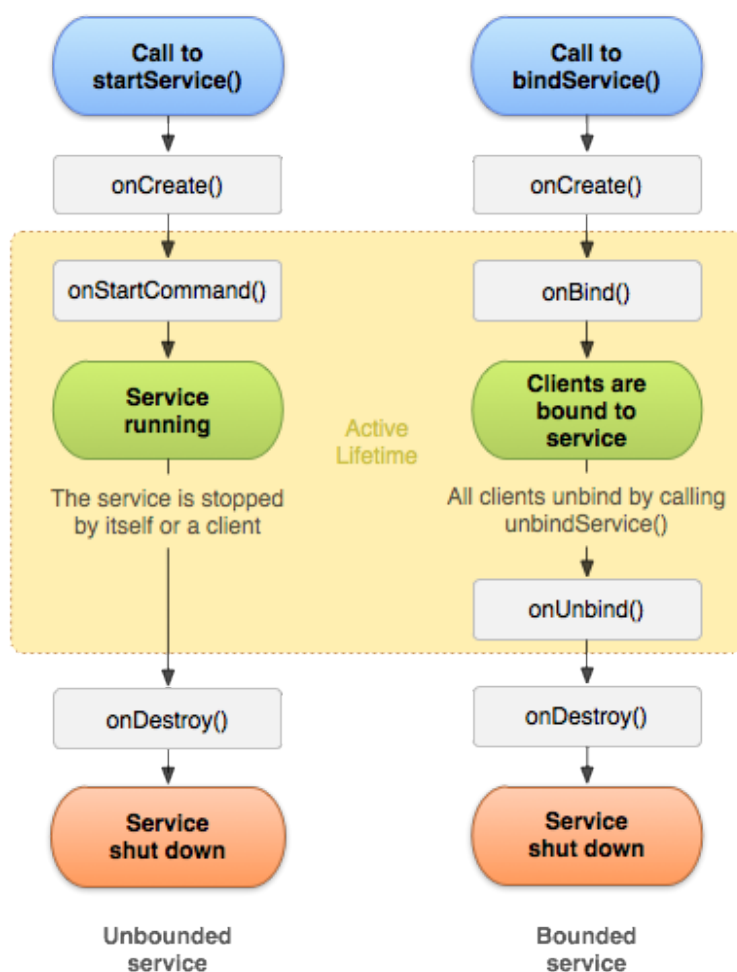 Call to
startService()
onCreate()
onStartCommand()
Service
running
The service is stopped
by itself or a client
onDestroy()
Service
shut down
Unbounded
service
Active
Lifetime
Call to
bindService()
onCreate()
onBind()
Clients are
bound to
service
All clients unbind by calling
unbindService()
onUnbind()
onDestroy()
Service
shut down
Bounded
service